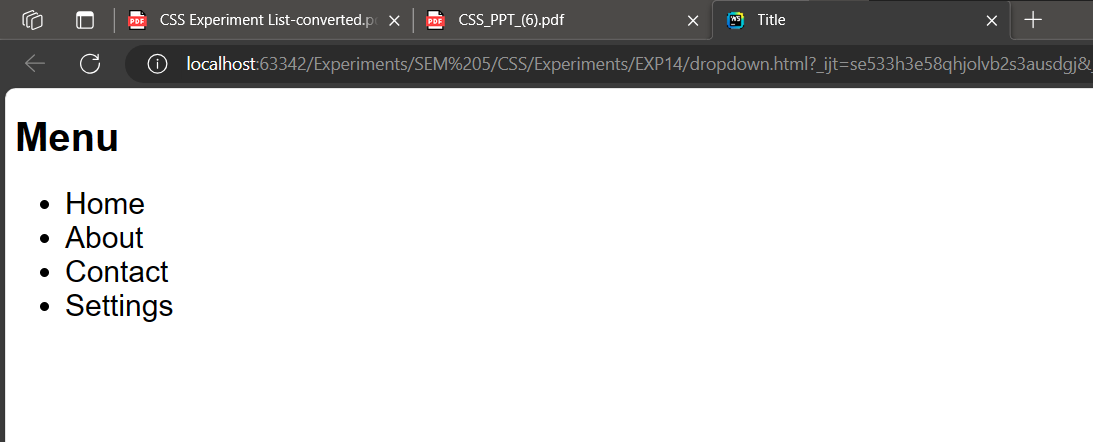 CSS Experiment List-converted.pd
CSS_PPT_(6).pdf
Title
localhost:63342/Experiments/SEM%205/CSS/Experiments/EXP14/dropdown.html?_ijt=se533h3e58qhjolvb2s3ausdgj&_
Menu
• Home
• About
• Contact
• Settings